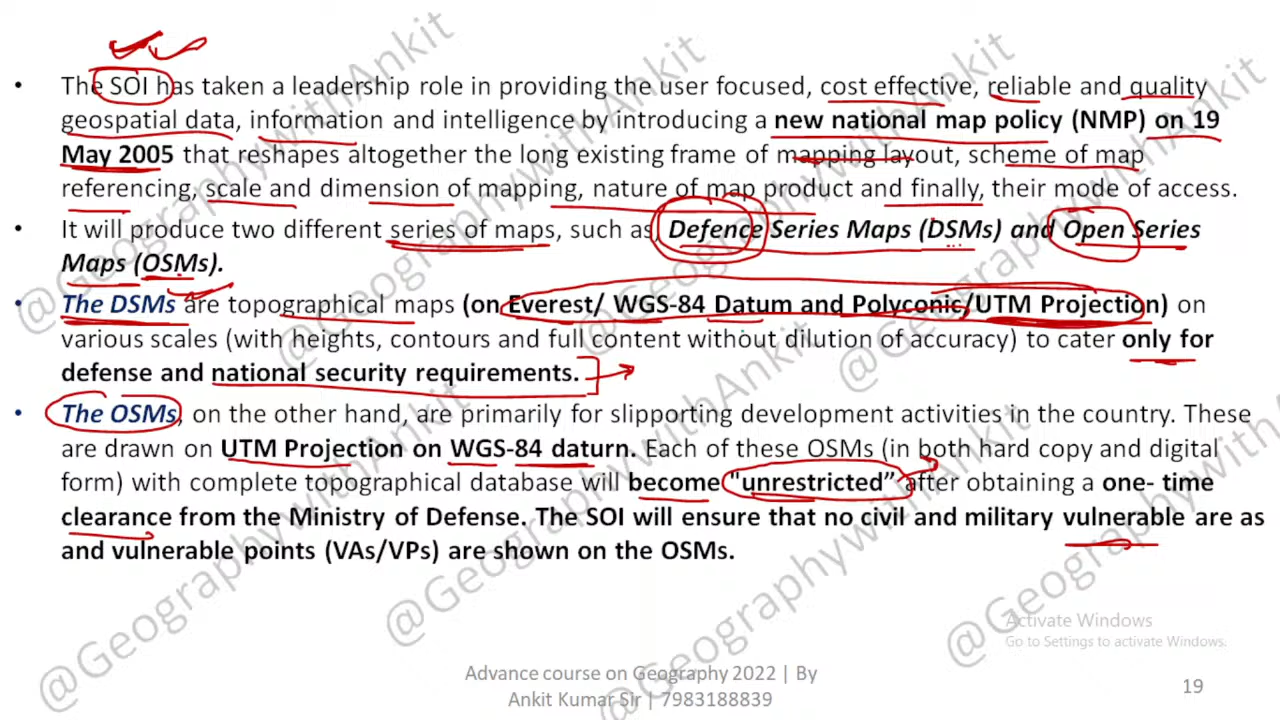 • The SOI has taken a leadership role in providing the user focused, cost effective, reliable and quality
geospatial data, information and intelligence by introducing a new national map policy (NMP) on 19
May 2005 that reshapes altogether the long existing frame of mapping layout, scheme of map
referencing, scale and dimension of mapping, nature of map product and finally, their mode of access.
• It will produce two different series of maps, such as, Defence Series Maps (DSMs) and Open Series
Maps (OSMs).
• The DSMs are topographical maps (on Everest/ WGS-84 Datum and Polyconic/UTM Projection) on
various scales (with heights, contours and full content without dilution of accuracy) to cater only for
defense and national security requirements.
• The OSMs, on the other hand, are primarily for slipporting development activities in the country. These
are drawn on UTM Projection on WGS-84 daturn. Each of these OSMs (in both hard copy and digital
form) with complete topographical database will become "unrestricted” after obtaining a one- time
clearance from the Ministry of Defense. The SOI will ensure that no civil and military vulnerable are as
and vulnerable points (VAs/VPs) are shown on the OSMs.
@GeographywithAnkit
@GeographywithAnkit
@GeographywithAnkit
@GeographywithAnkit
@GeographywithAnkit
@GeographywithAnkit
@GeographywithAnkit
Activate Windows
Go to Settings to activate Windows.
Advance course on Geography 2022 | By
Ankit Kumar Sir | 7983188839
19